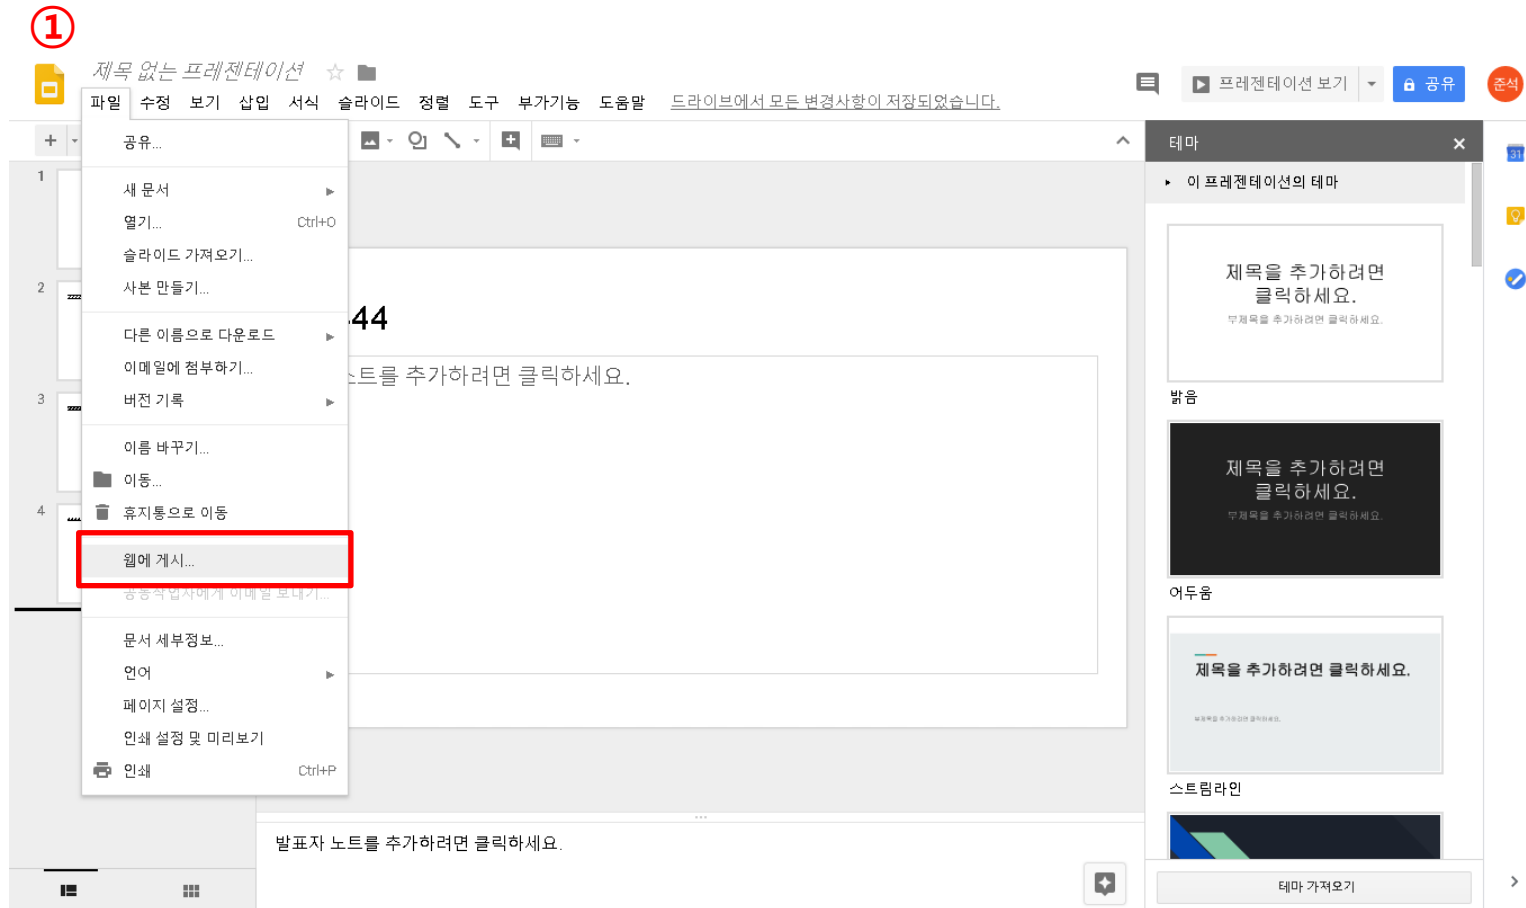 ①
제목 없는 프레젠테이션
파일 수정 보기 삽입 서식 슬라이드 정렬 도구 부가기능 도움말 드라이브에서 모든 변경사항이 저장되었습니다.
프레젠테이션 보기
공유
준석
공유...
새 문서
열기... Ctrl+O
슬라이드 가져오기...
사본 만들기...
다른 이름으로 다운로드
이메일에 첨부하기...
버전 기록
이름 바꾸기...
이동...
휴지통으로 이동
웹에 게시...
공동작업자에게 이메일 보내기...
문서 세부정보...
언어
페이지 설정...
인쇄 설정 및 미리보기
인쇄 Ctrl+P
1
2
3
4
44
스트를 추가하려면 클릭하세요.
발표자 노트를 추가하려면 클릭하세요.
테마
이 프레젠테이션의 테마
제목을 추가하려면
클릭하세요.
부제목을 추가하려면 클릭하세요.
밝음
제목을 추가하려면
클릭하세요.
부제목을 추가하려면 클릭하세요.
어두움
제목을 추가하려면 클릭하세요.
부제목을 추가하려면 클릭하세요.
스트림라인
테마 가져오기
31